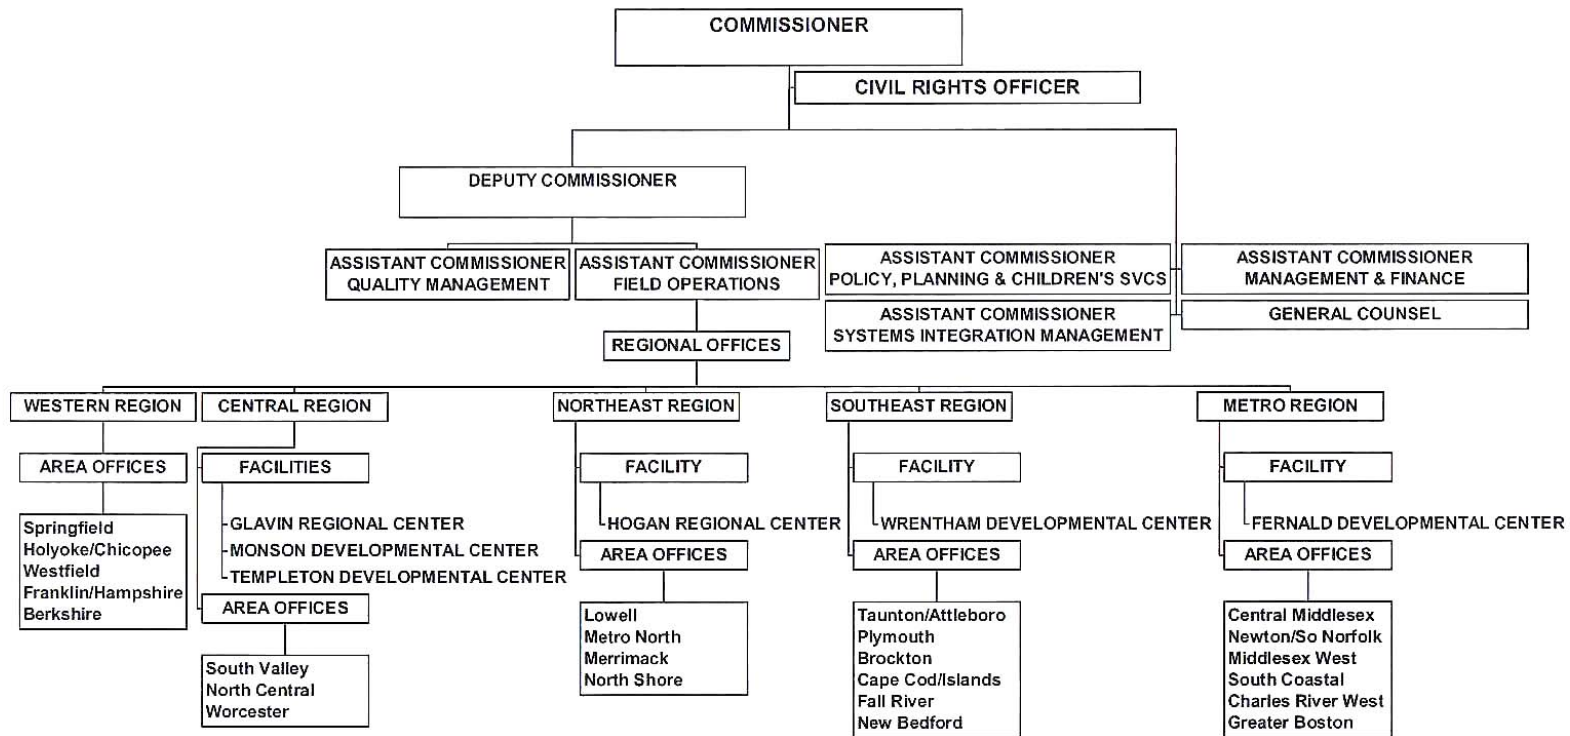 COMMISSIONER
CIVIL RIGHTS OFFICER
DEPUTY COMMISSIONER
ASSISTANT COMMISSIONER
QUALITY MANAGEMENT
ASSISTANT COMMISSIONER
FIELD OPERATIONS
ASSISTANT COMMISSIONER
POLICY, PLANNING & CHILDREN'S SVCS
ASSISTANT COMMISSIONER
MANAGEMENT & FINANCE
ASSISTANT COMMISSIONER
SYSTEMS INTEGRATION MANAGEMENT
GENERAL COUNSEL
REGIONAL OFFICES
WESTERN REGION
AREA OFFICES
Springfield
Holyoke/Chicopee
Westfield
Franklin/Hampshire
Berkshire
CENTRAL REGION
FACILITIES
GLAVIN REGIONAL CENTER
MONSON DEVELOPMENTAL CENTER
TEMPLETON DEVELOPMENTAL CENTER
AREA OFFICES
South Valley
North Central
Worcester
NORTHEAST REGION
FACILITY
HOGAN REGIONAL CENTER
AREA OFFICES
Lowell
Metro North
Merrimack
North Shore
SOUTHEAST REGION
FACILITY
WRENTHAM DEVELOPMENTAL CENTER
AREA OFFICES
Taunton/Attleboro
Plymouth
Brockton
Cape Cod/Islands
Fall River
New Bedford
METRO REGION
FACILITY
FERNALD DEVELOPMENTAL CENTER
AREA OFFICES
Central Middlesex
Newton/So Norfolk
Middlesex West
South Coastal
Charles River West
Greater Boston